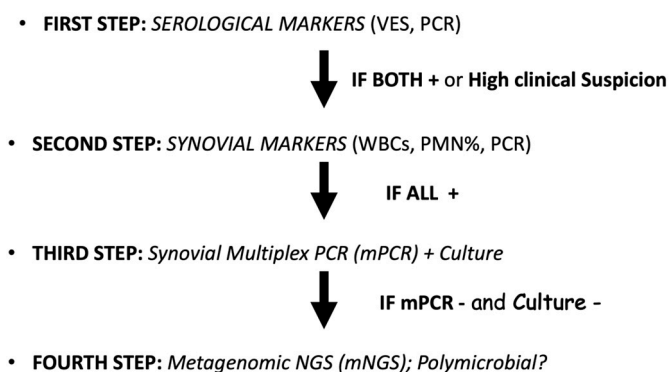 • FIRST STEP: SEROLOGICAL MARKERS (VES, PCR)
IF BOTH + or High clinical Suspicion
• SECOND STEP: SYNOVIAL MARKERS (WBCs, PMN%, PCR)
IF ALL +
• THIRD STEP: Synovial Multiplex PCR (mPCR) + Culture
IF mPCR - and Culture -
• FOURTH STEP: Metagenomic NGS (mNGS); Polymicrobial?